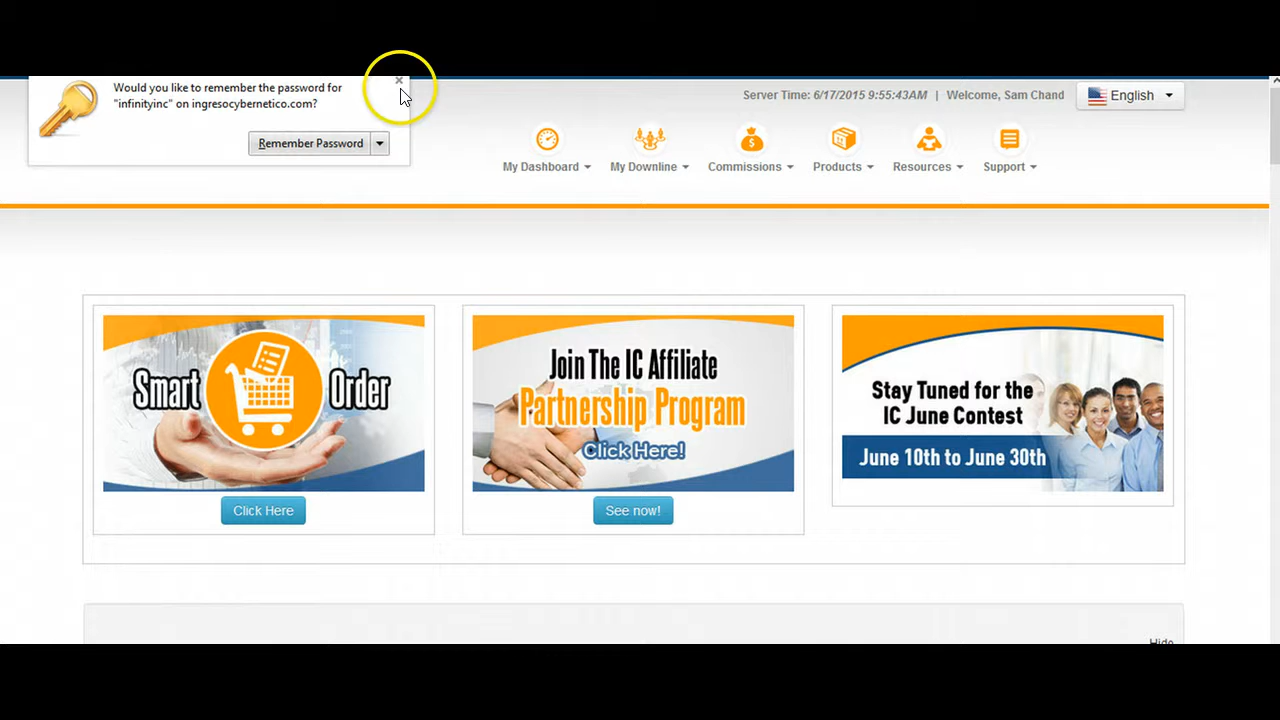 Would you like to remember the password for
"infinityinc" on ingresocybernetico.com?
Remember Password
Server Time: 6/17/2015 9:55:43AM | Welcome, Sam Chand
English
My Dashboard
My Downline
Commissions
Products
Resources
Support
Smart Order
Click Here
Join The IC Affiliate
Partnership Program
Click Here!
See now!
Stay Tuned for the
IC June Contest
June 10th to June 30th
Hide